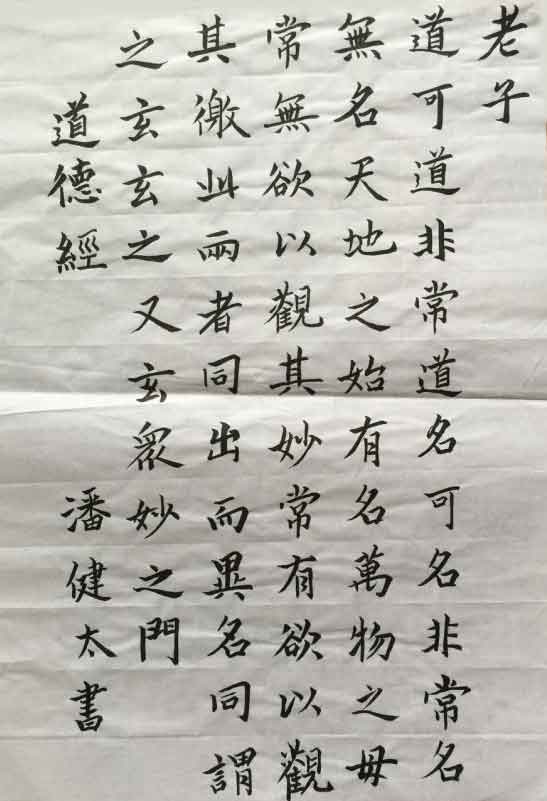 老子
道可道非常道名可名非常名
無名天地之始有名萬物之母
常無欲以觀其妙常有欲以觀
其徼此兩者同出而異名同謂
之玄玄之又玄眾妙之門
道德經 潘健太書